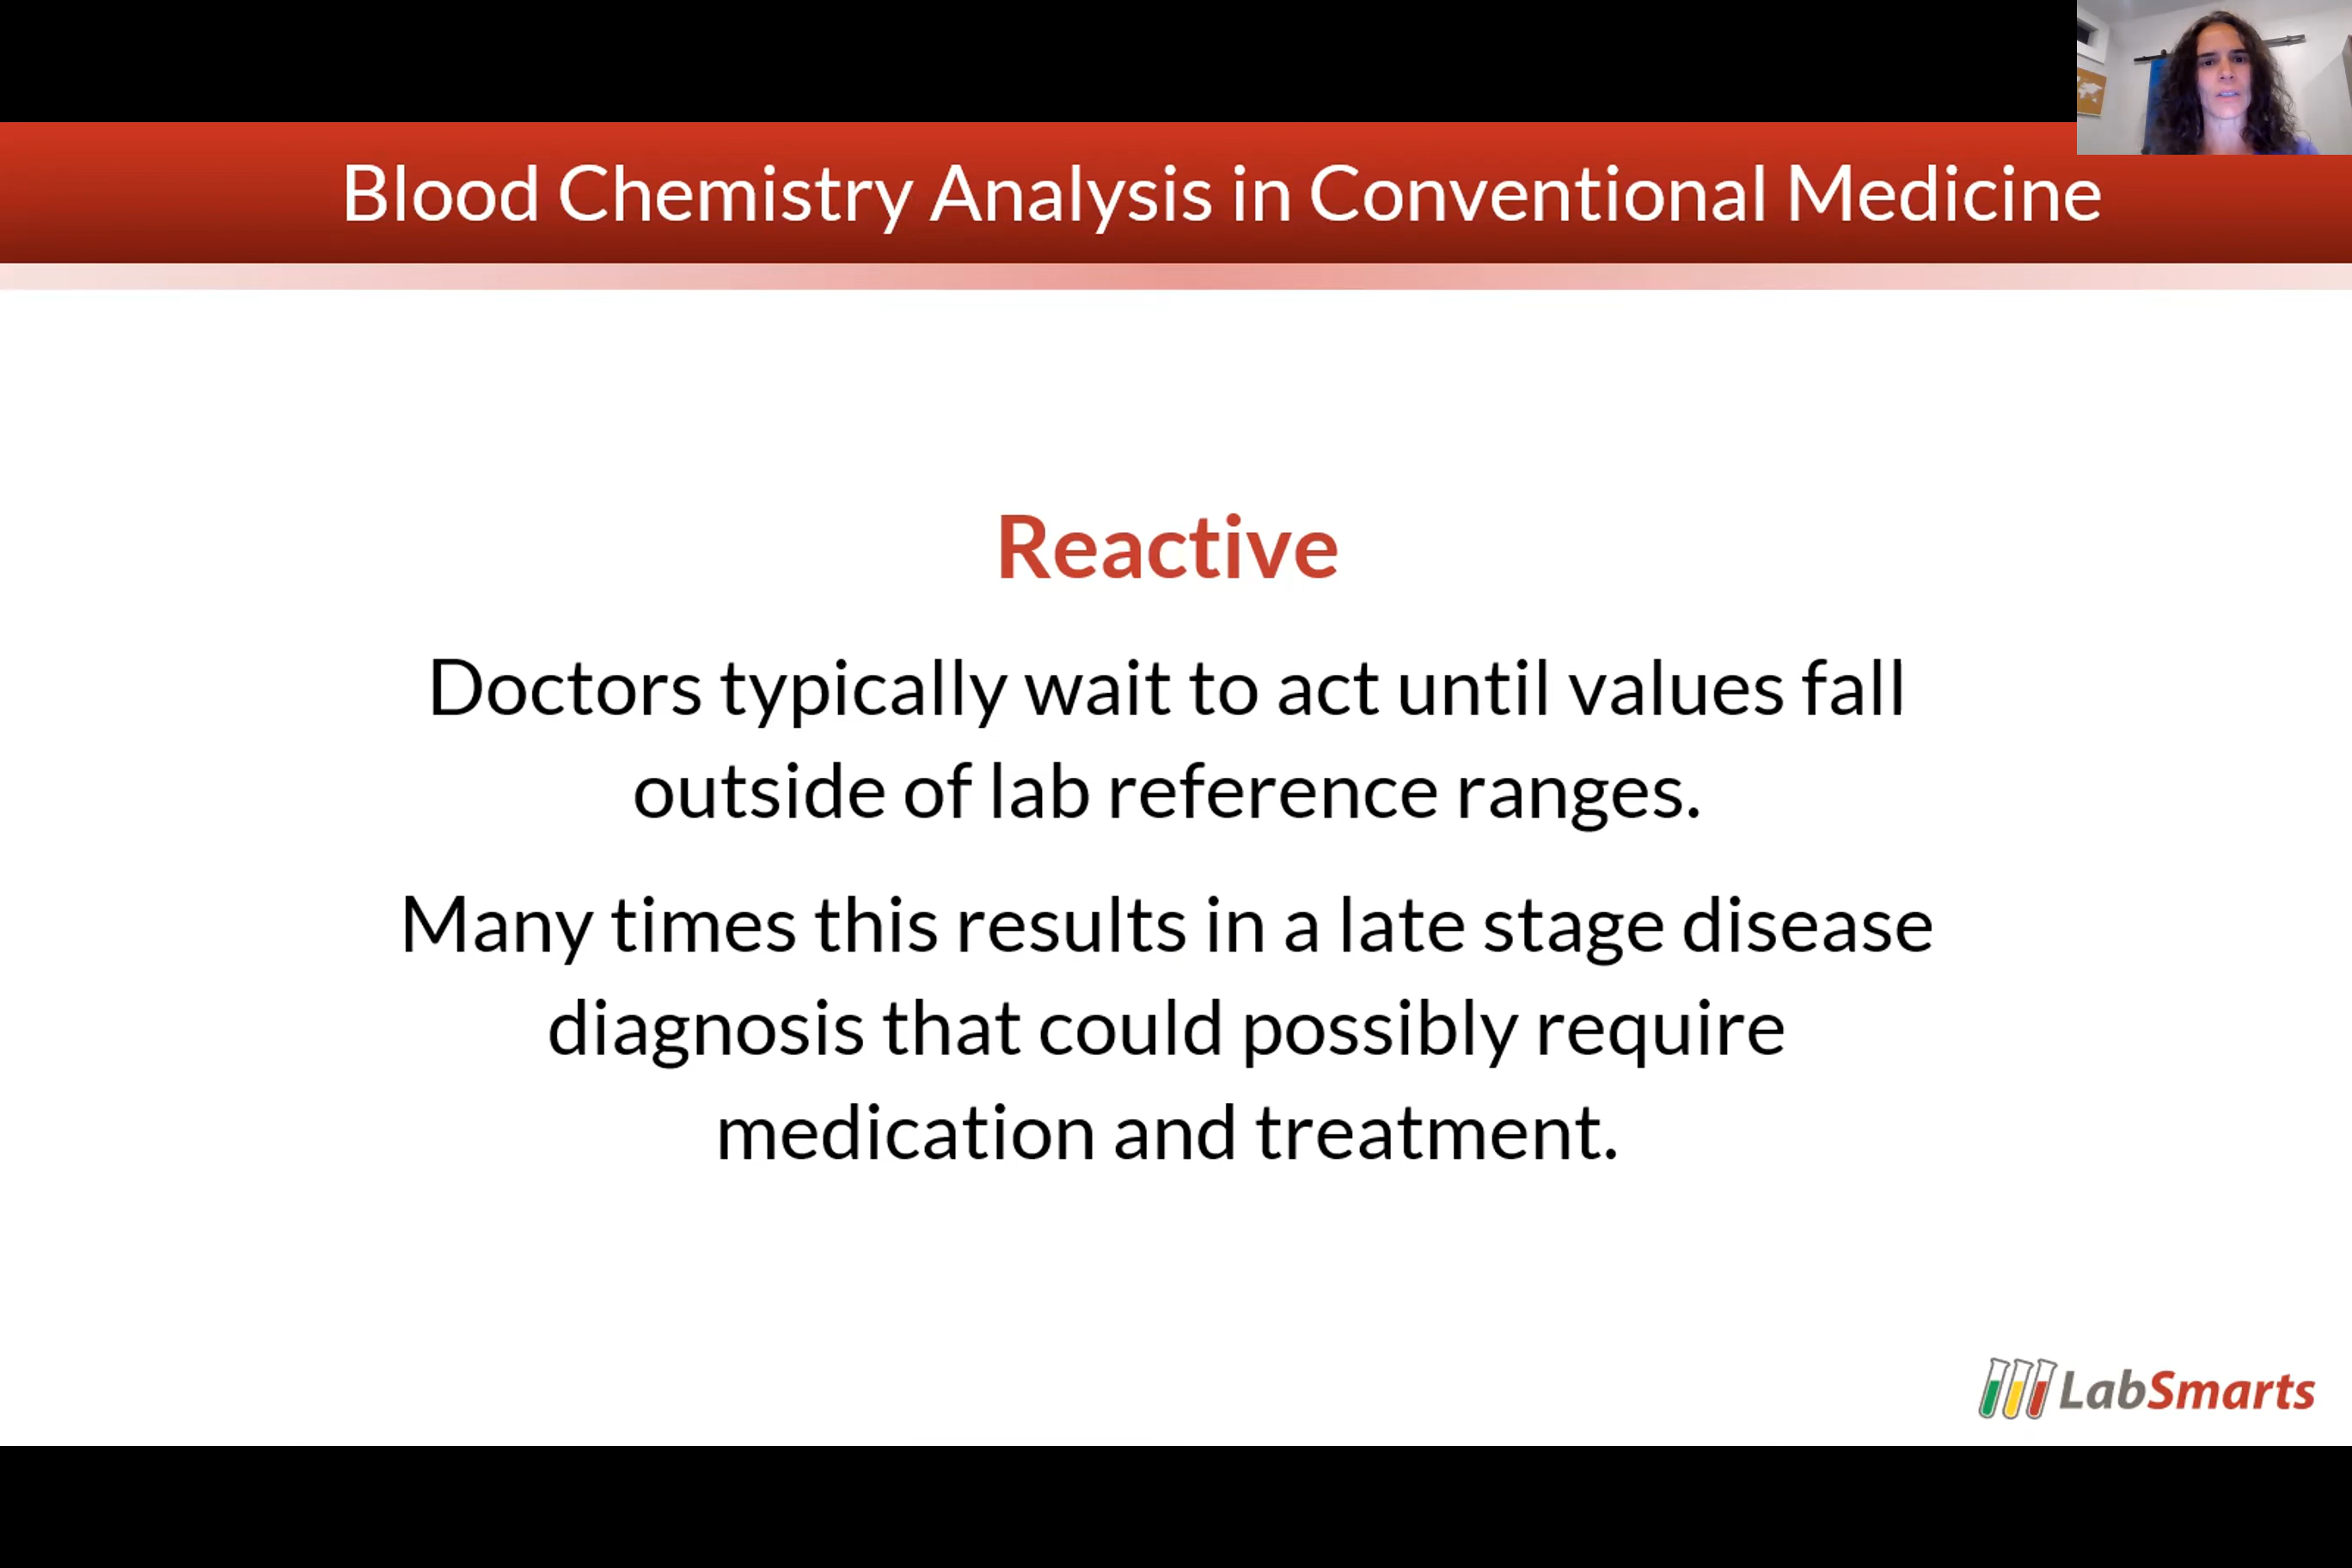 Blood Chemistry Analysis in Conventional Medicine
Reactive
Doctors typically wait to act until values fall
outside of lab reference ranges.
Many times this results in a late stage disease
diagnosis that could possibly require
medication and treatment.
LabSmarts